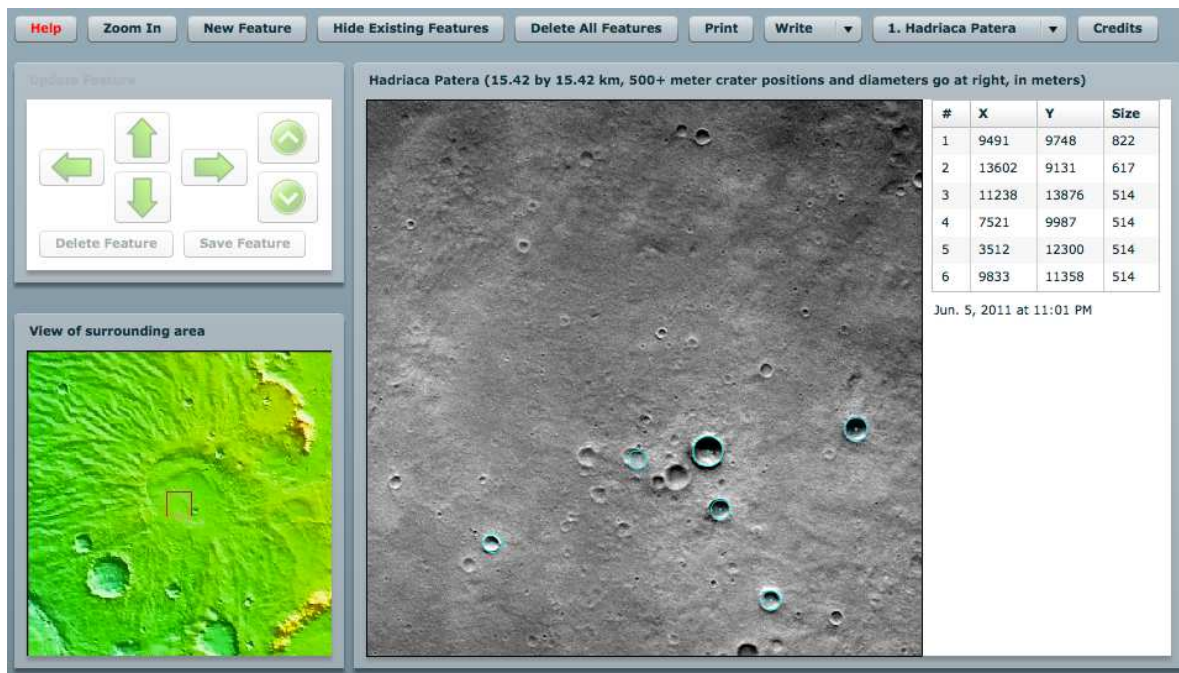 Help Zoom In New Feature Hide Existing Features Delete All Features Print Write 1. Hadriaca Patera Credits
Update Feature
Delete Feature Save Feature
View of surrounding area
Hadriaca Patera (15.42 by 15.42 km, 500+ meter crater positions and diameters go at right, in meters)
# X Y Size
1 9491 9748 822
2 13602 9131 617
3 11238 13876 514
4 7521 9987 514
5 3512 12300 514
6 9833 11358 514
Jun. 5, 2011 at 11:01 PM